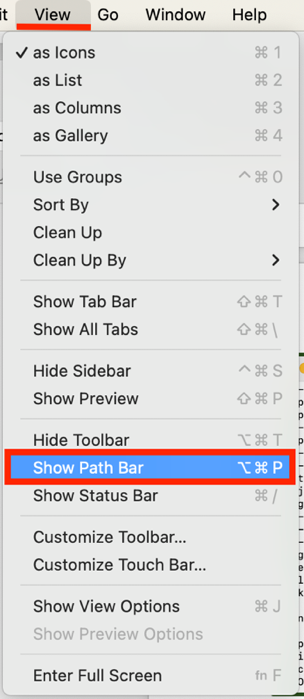 View Go Window Help
✓ as Icons ⌘ 1
as List ⌘ 2
as Columns ⌘ 3
as Gallery ⌘ 4
Use Groups ^ ⌘ 0
Sort By >
Clean Up
Clean Up By >
Show Tab Bar ⇧ ⌘ T
Show All Tabs ⇧ ⌘ \
Hide Sidebar ^ ⌘ S
Show Preview ⇧ ⌘ P
Hide Toolbar ⌥ ⌘ T
Show Path Bar ⌥ ⌘ P
Show Status Bar ⌘ /
Customize Toolbar...
Customize Touch Bar...
Show View Options ⌘ J
Show Preview Options
Enter Full Screen fn F